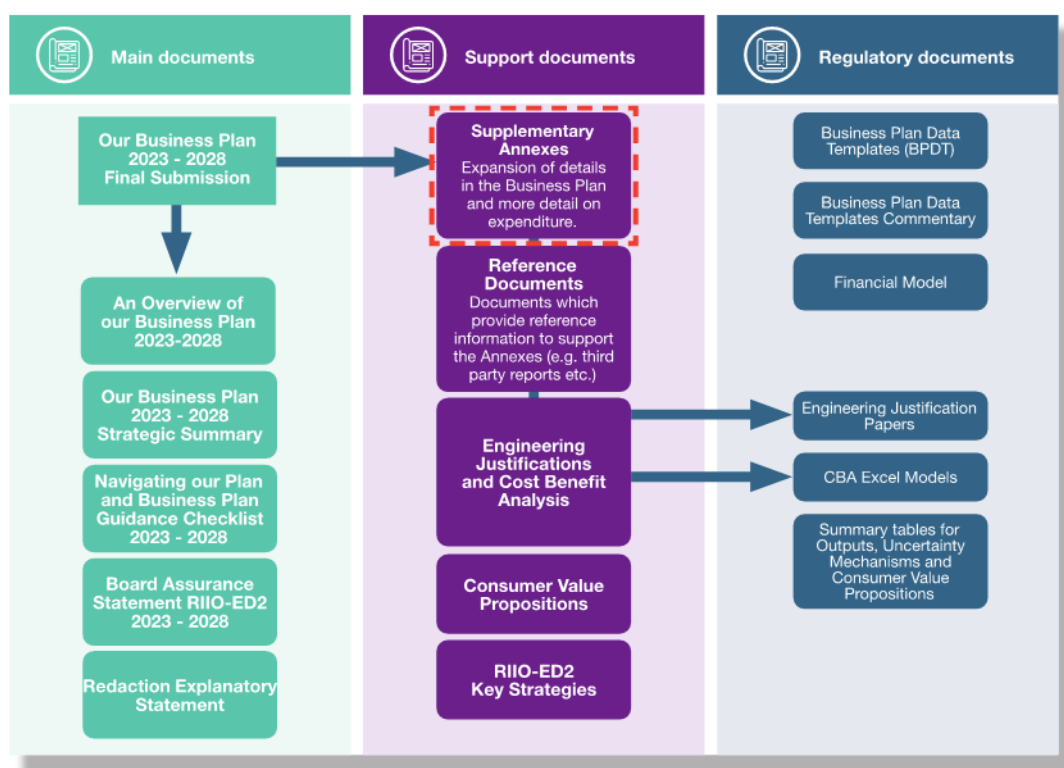 Main documents
Our Business Plan
2023 - 2028
Final Submission
An Overview of
our Business Plan
2023-2028
Our Business Plan
2023 - 2028
Strategic Summary
Navigating our Plan
and Business Plan
Guidance Checklist
2023 - 2028
Board Assurance
Statement RIIO-ED2
2023 - 2028
Redaction Explanatory
Statement
Support documents
Supplementary
Annexes
Expansion of details
in the Business Plan
and more detail on
expenditure.
Reference
Documents
Documents which
provide reference
information to support
the Annexes (e.g. third
party reports etc.)
Engineering
Justifications
and Cost Benefit
Analysis
Consumer Value
Propositions
RIIO-ED2
Key Strategies
Regulatory documents
Business Plan Data
Templates (BPDT)
Business Plan Data
Templates Commentary
Financial Model
Engineering Justification
Papers
CBA Excel Models
Summary tables for
Outputs, Uncertainty
Mechanisms and
Consumer Value
Propositions